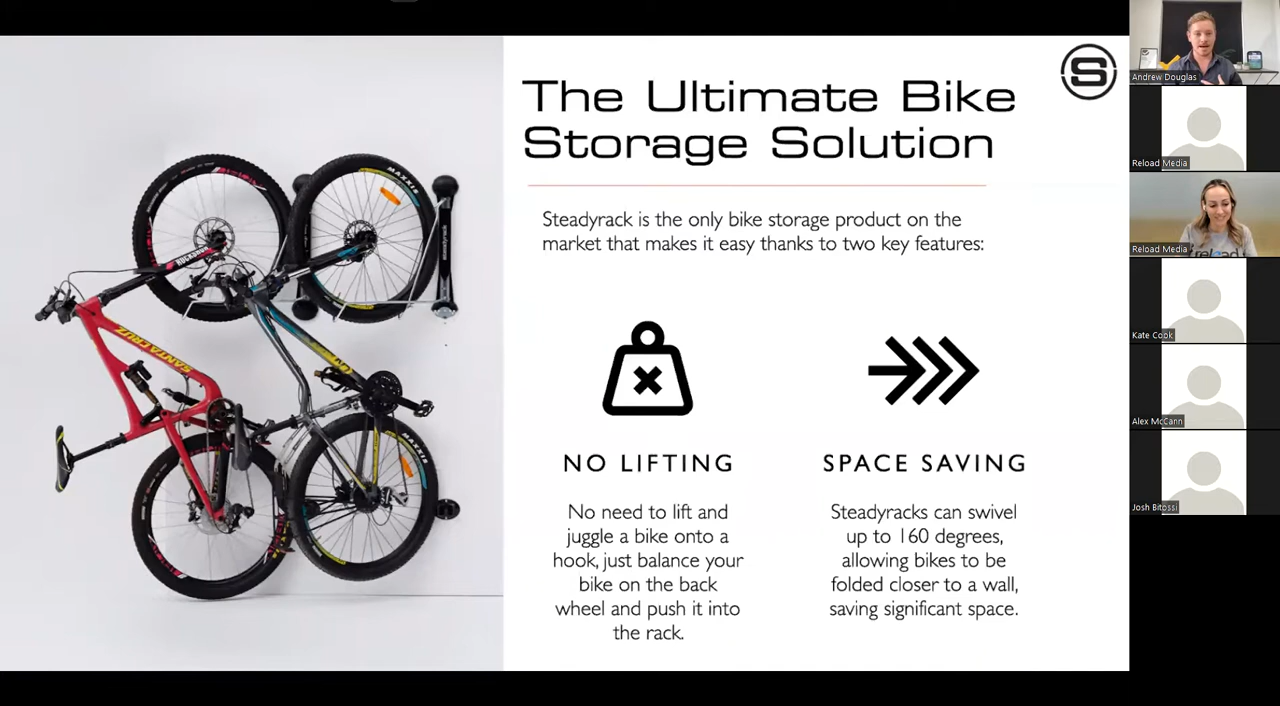 The Ultimate Bike
Storage Solution
S
Steadyrack is the only bike storage product on the
market that makes it easy thanks to two key features:
NO LIFTING
No need to lift and
juggle a bike onto a
hook, just balance your
bike on the back
wheel and push it into
the rack.
SPACE SAVING
Steadyracks can swivel
up to 160 degrees,
allowing bikes to be
folded closer to a wall,
saving significant space.
MAXXIS
steadyrack
ROCKSHOX
SANTACRUZ
MAXXIS
Andrew Douglas
Reload Media
Reload Media
reload
Kate Cook
Alex McCann
Josh Bitossi